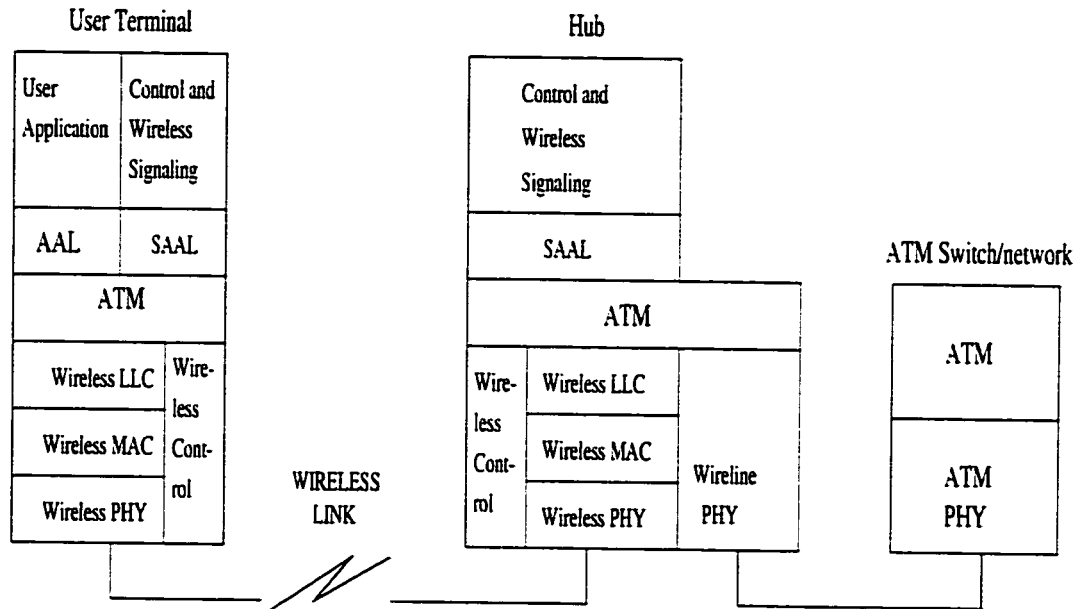 User Terminal
User
Application
Control and
Wireless
Signaling
AAL
SAAL
ATM
Wireless LLC
Wireless MAC
Wireless PHY
Wire-
less
Cont-
rol
WIRELESS
LINK
Hub
Control and
Wireless
Signaling
SAAL
ATM
Wire-
less
Cont-
rol
Wireless LLC
Wireless MAC
Wireless PHY
Wireline
PHY
ATM Switch/network
ATM
ATM
PHY